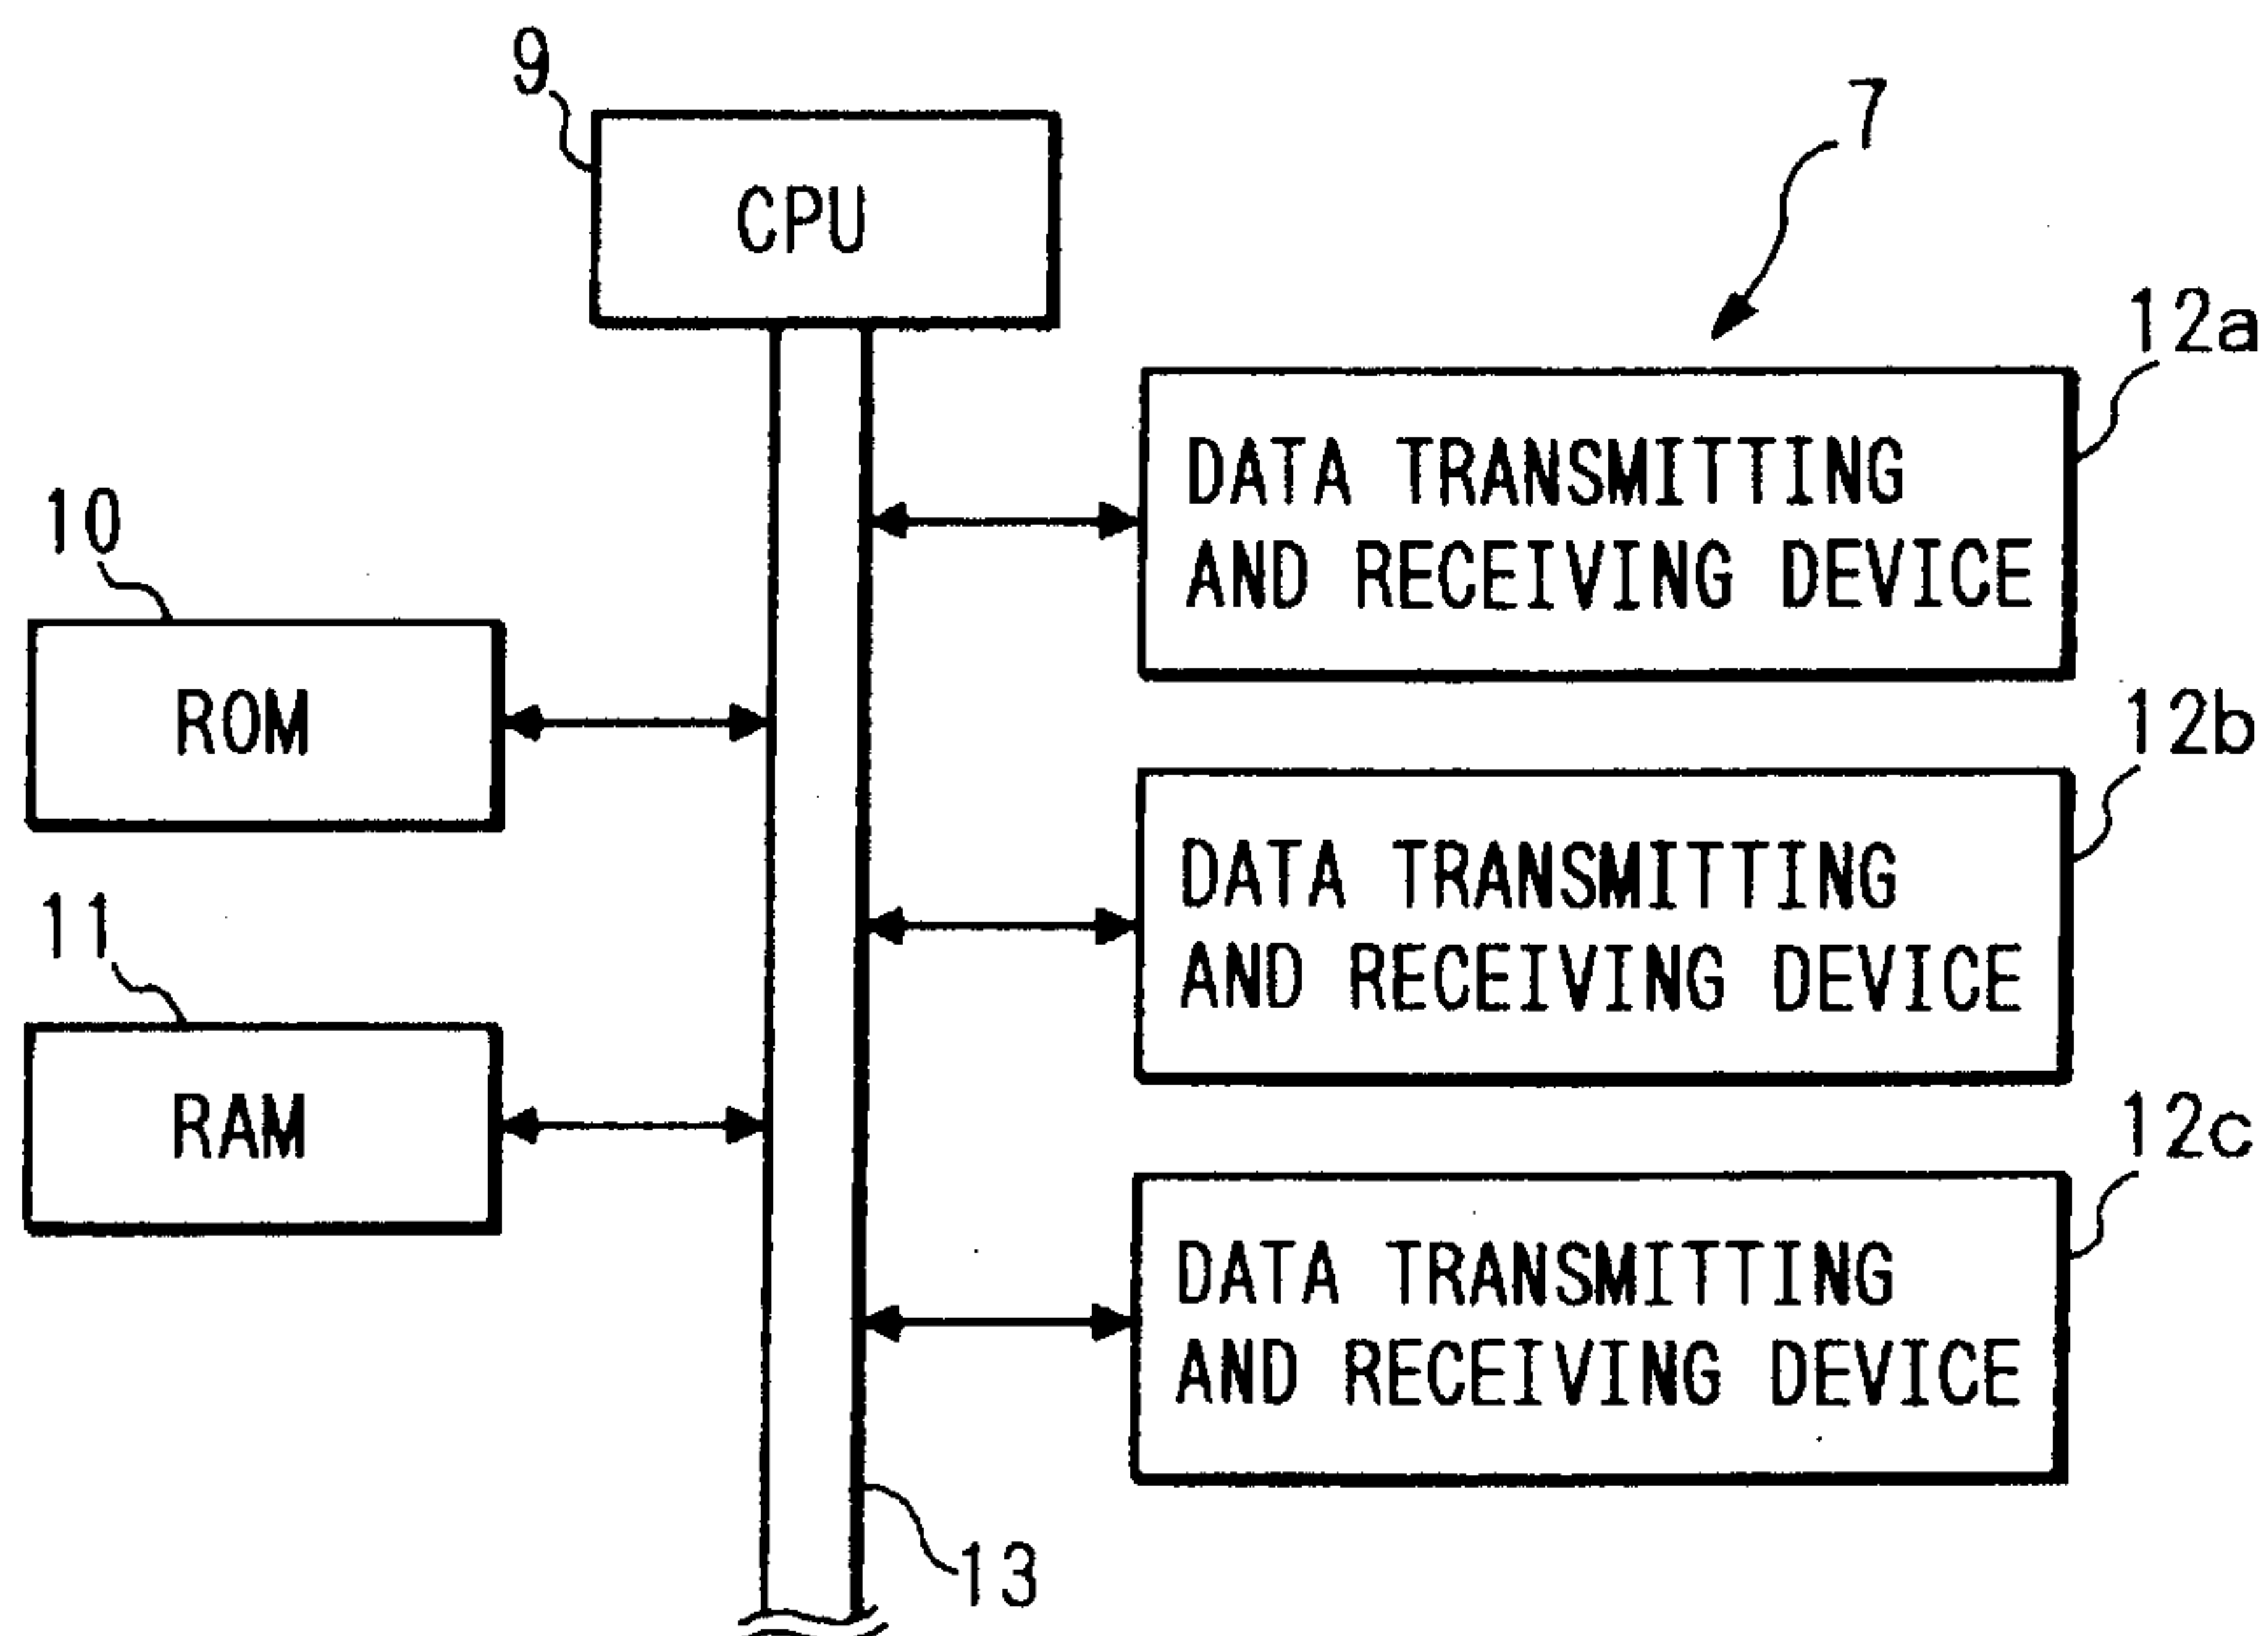 9
CPU
7
12a
DATA TRANSMITTING
AND RECEIVING DEVICE
10
ROM
12b
DATA TRANSMITTING
AND RECEIVING DEVICE
11
RAM
12c
DATA TRANSMITTING
AND RECEIVING DEVICE
13